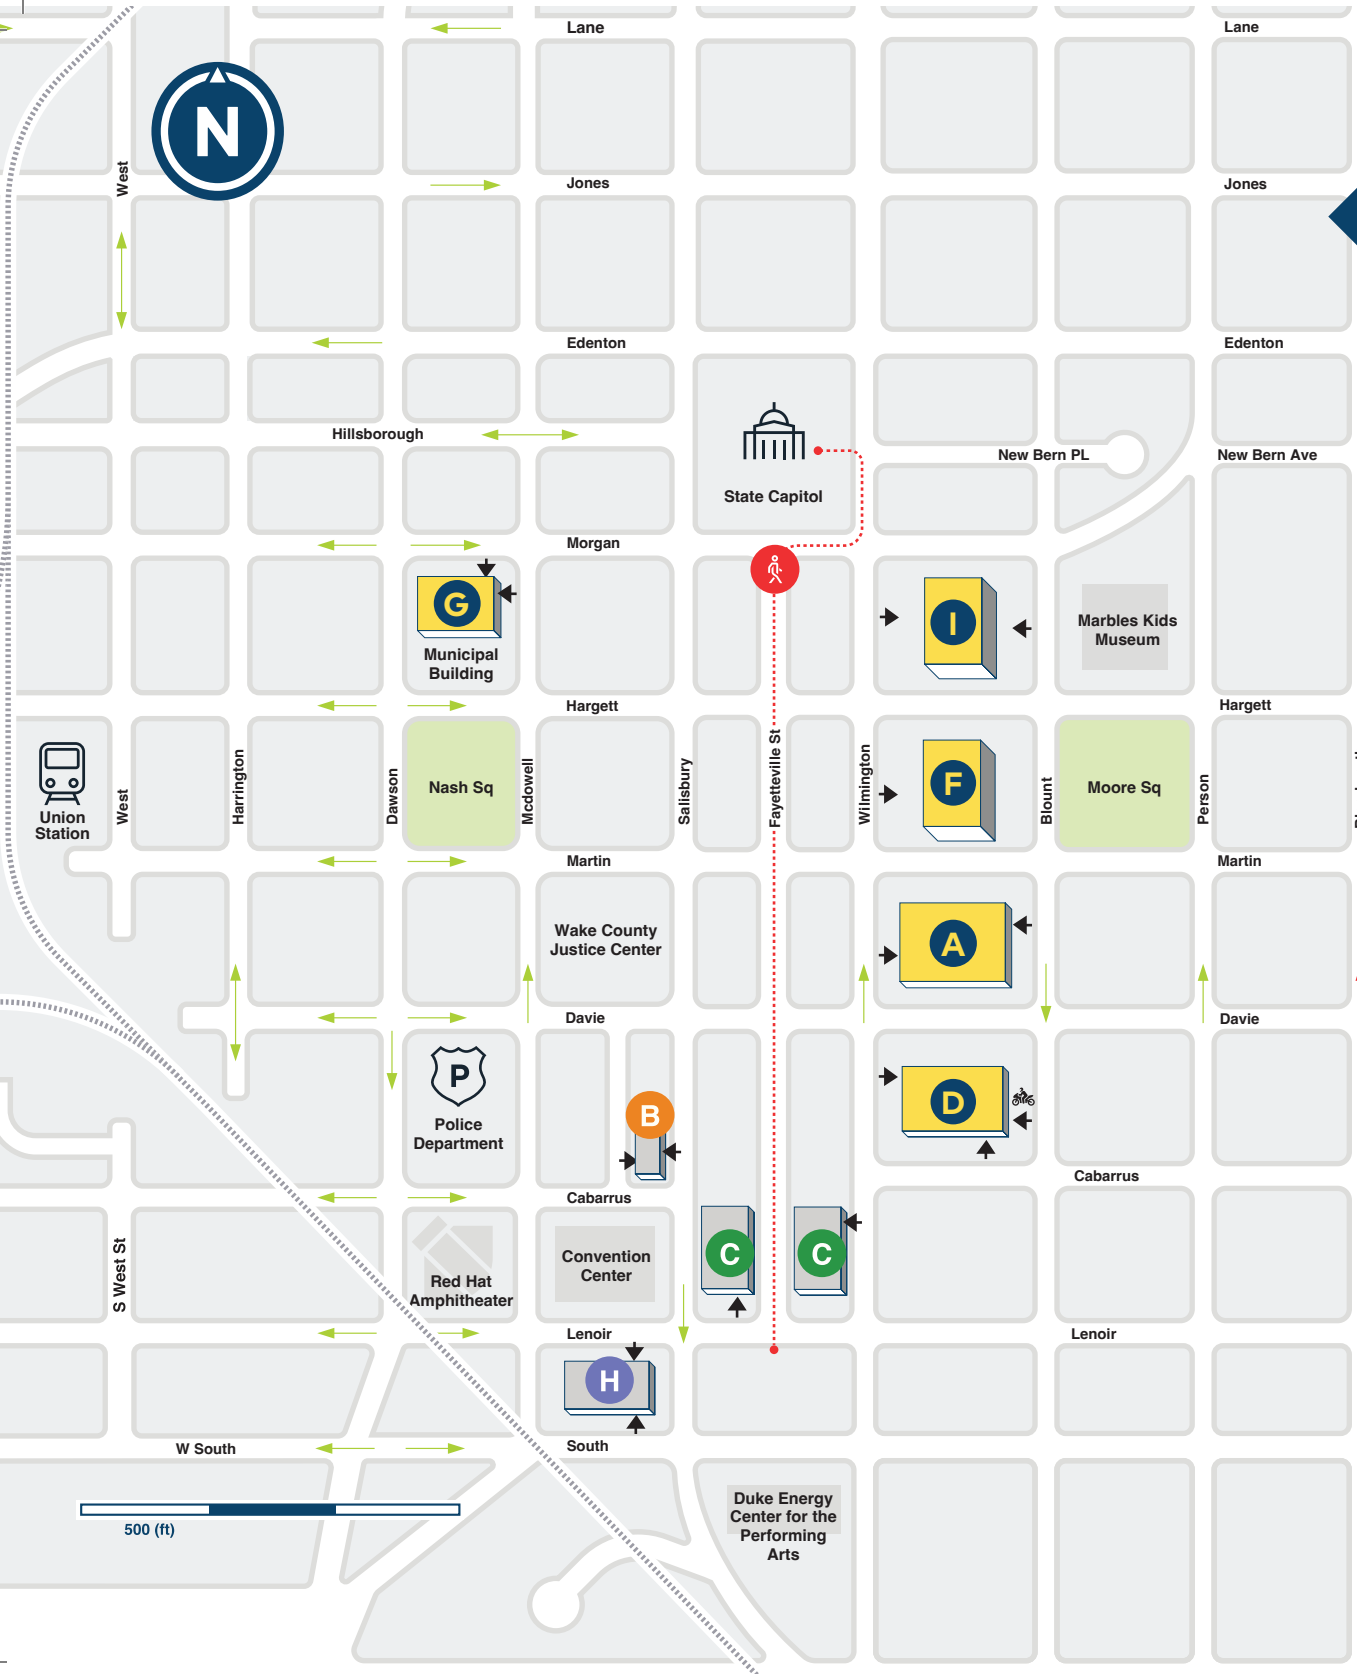 Lane
Lane
N
West
Jones
Jones
Edenton
Edenton
Hillsborough
New Bern PL
New Bern Ave
State Capitol
Morgan
G
Municipal
Building
I
Marbles Kids
Museum
Hargett
Hargett
Union
Station
West
Harrington
Dawson
Nash Sq
Mcdowell
Salisbury
Fayetteville St
Wilmington
F
Blount
Moore Sq
Person
Martin
Martin
Wake County
Justice Center
A
Davie
Davie
P
Police
Department
B
D
Cabarrus
Cabarrus
S West St
Red Hat
Amphitheater
Convention
Center
C
C
Lenoir
Lenoir
H
W South
South
500 (ft)
Duke Energy
Center for the
Performing
Arts